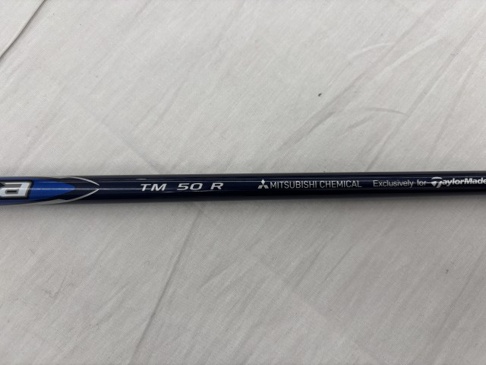 a TM 50 R MITSUBISHI CHEMICAL Exclusively for TaylorMade